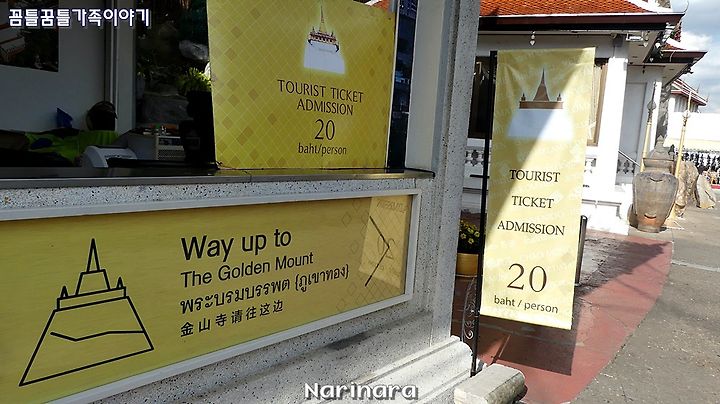 꿈틀꿈틀가족이야기
TOURIST TICKET
ADMISSION
20
baht/person
Way up to
The Golden Mount
พระบรมบรรพต (ภูเขาทอง)
金山寺请往这边
TOURIST
TICKET
ADMISSION
20
baht / person
Narinara